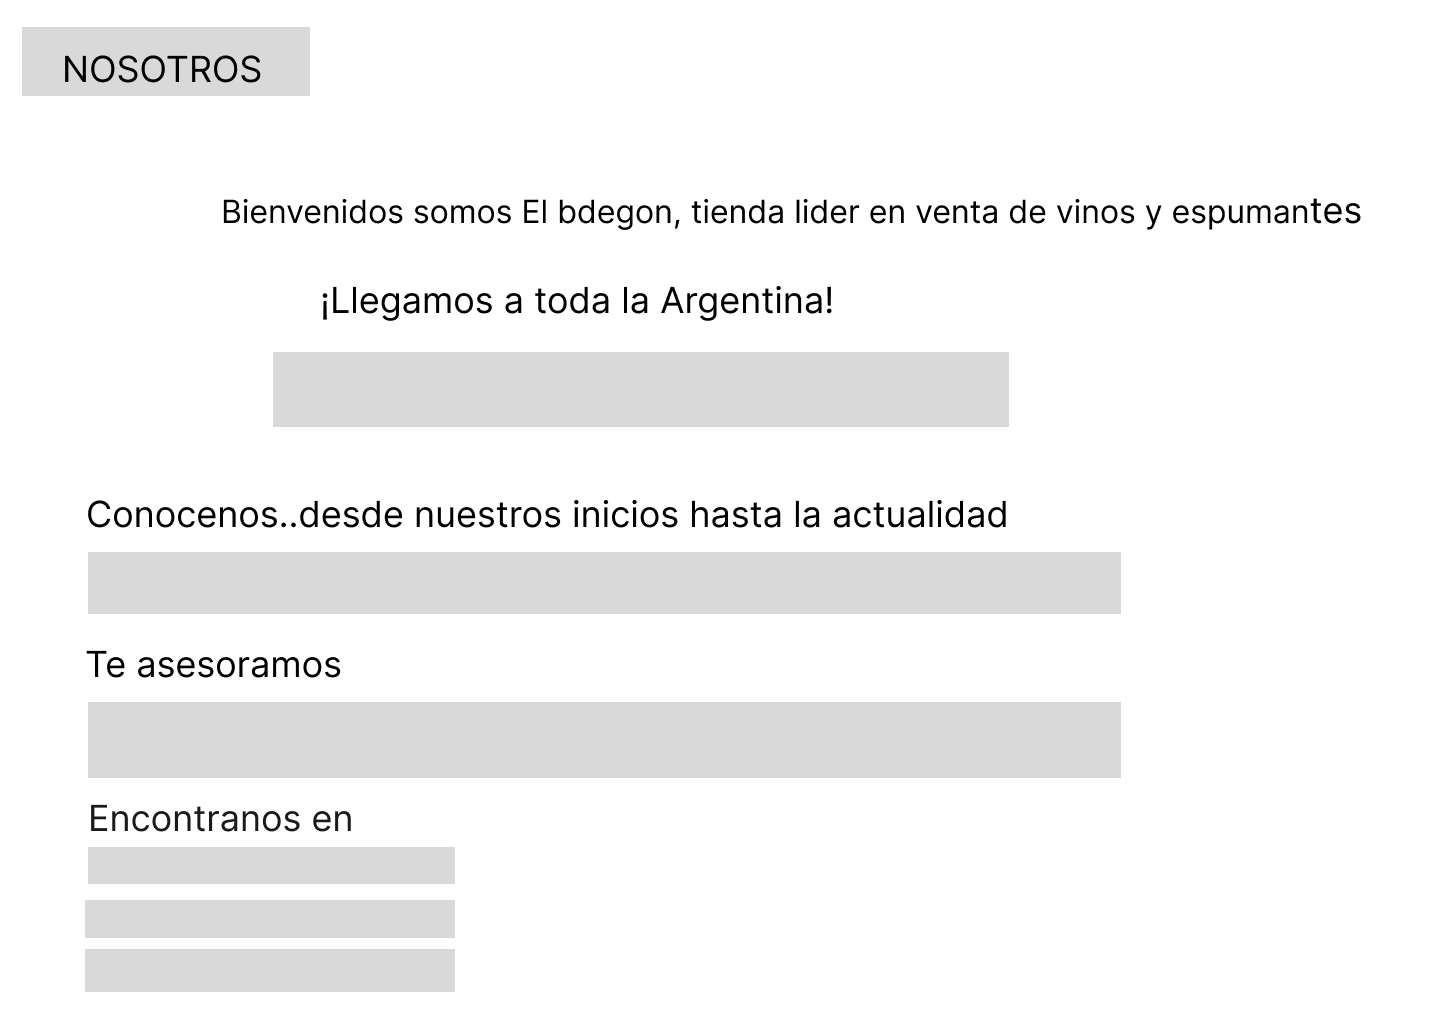 NOSOTROS
Bienvenidos somos El bdegon, tienda lider en venta de vinos y espumantes
¡Llegamos a toda la Argentina!
Conocenos..desde nuestros inicios hasta la actualidad
Te asesoramos
Encontranos en